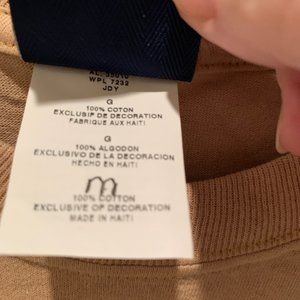 WPL 7232
JDY
G
100% COTON
EXCLUSIF DE DECORATION
FABRIQUE AUX HAITI.
G
100% ALGODON
EXCLUSIVO DE LA DECORACION
HECHO EN HAITI
m
100% COTTON
EXCLUSIVE OF DECORATION
MADE IN HAITI